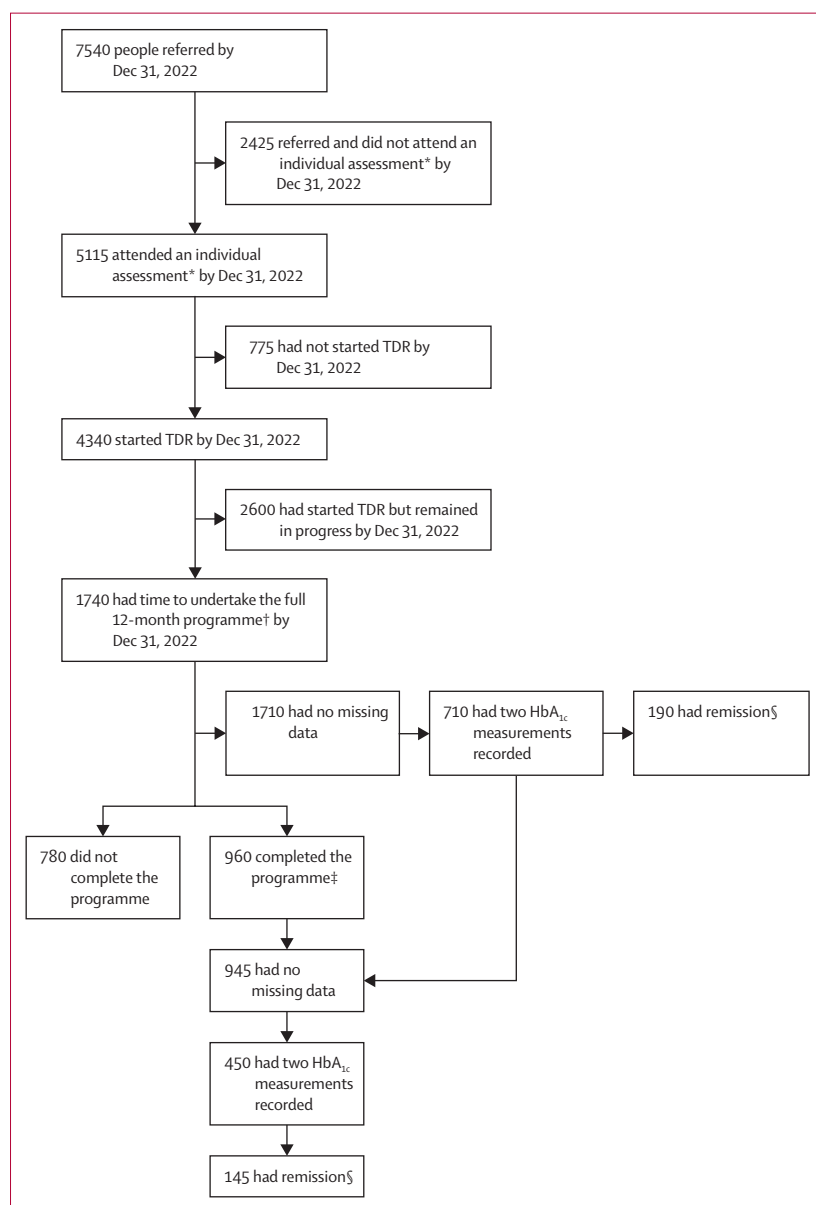 7540 people referred by
Dec 31, 2022
2425 referred and did not attend an
individual assessment* by
Dec 31, 2022
5115 attended an individual
assessment* by Dec 31, 2022
775 had not started TDR by
Dec 31, 2022
4340 started TDR by Dec 31, 2022
2600 had started TDR but remained
in progress by Dec 31, 2022
1740 had time to undertake the full
12-month programme† by
Dec 31, 2022
1710 had no missing
data
710 had two HbA1c
measurements
recorded
190 had remission§
780 did not
complete the
programme
960 completed the
programme‡
945 had no
missing data
450 had two HbA1c
measurements
recorded
145 had remission§